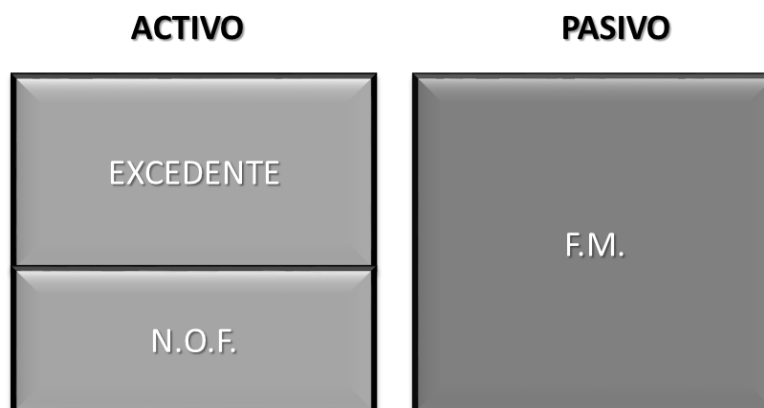 ACTIVO
PASIVO
EXCEDENTE
F.M.
N.O.F.